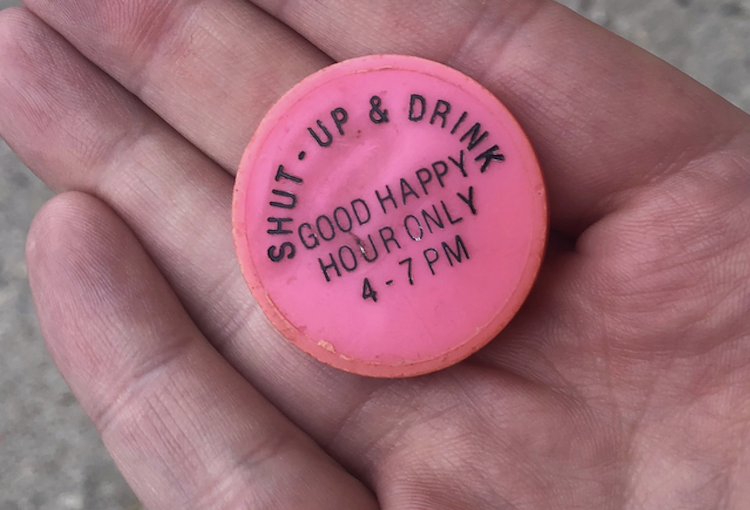 SHUT-UP & DRINK
GOOD HAPPY
HOUR ONLY
4-7 PM